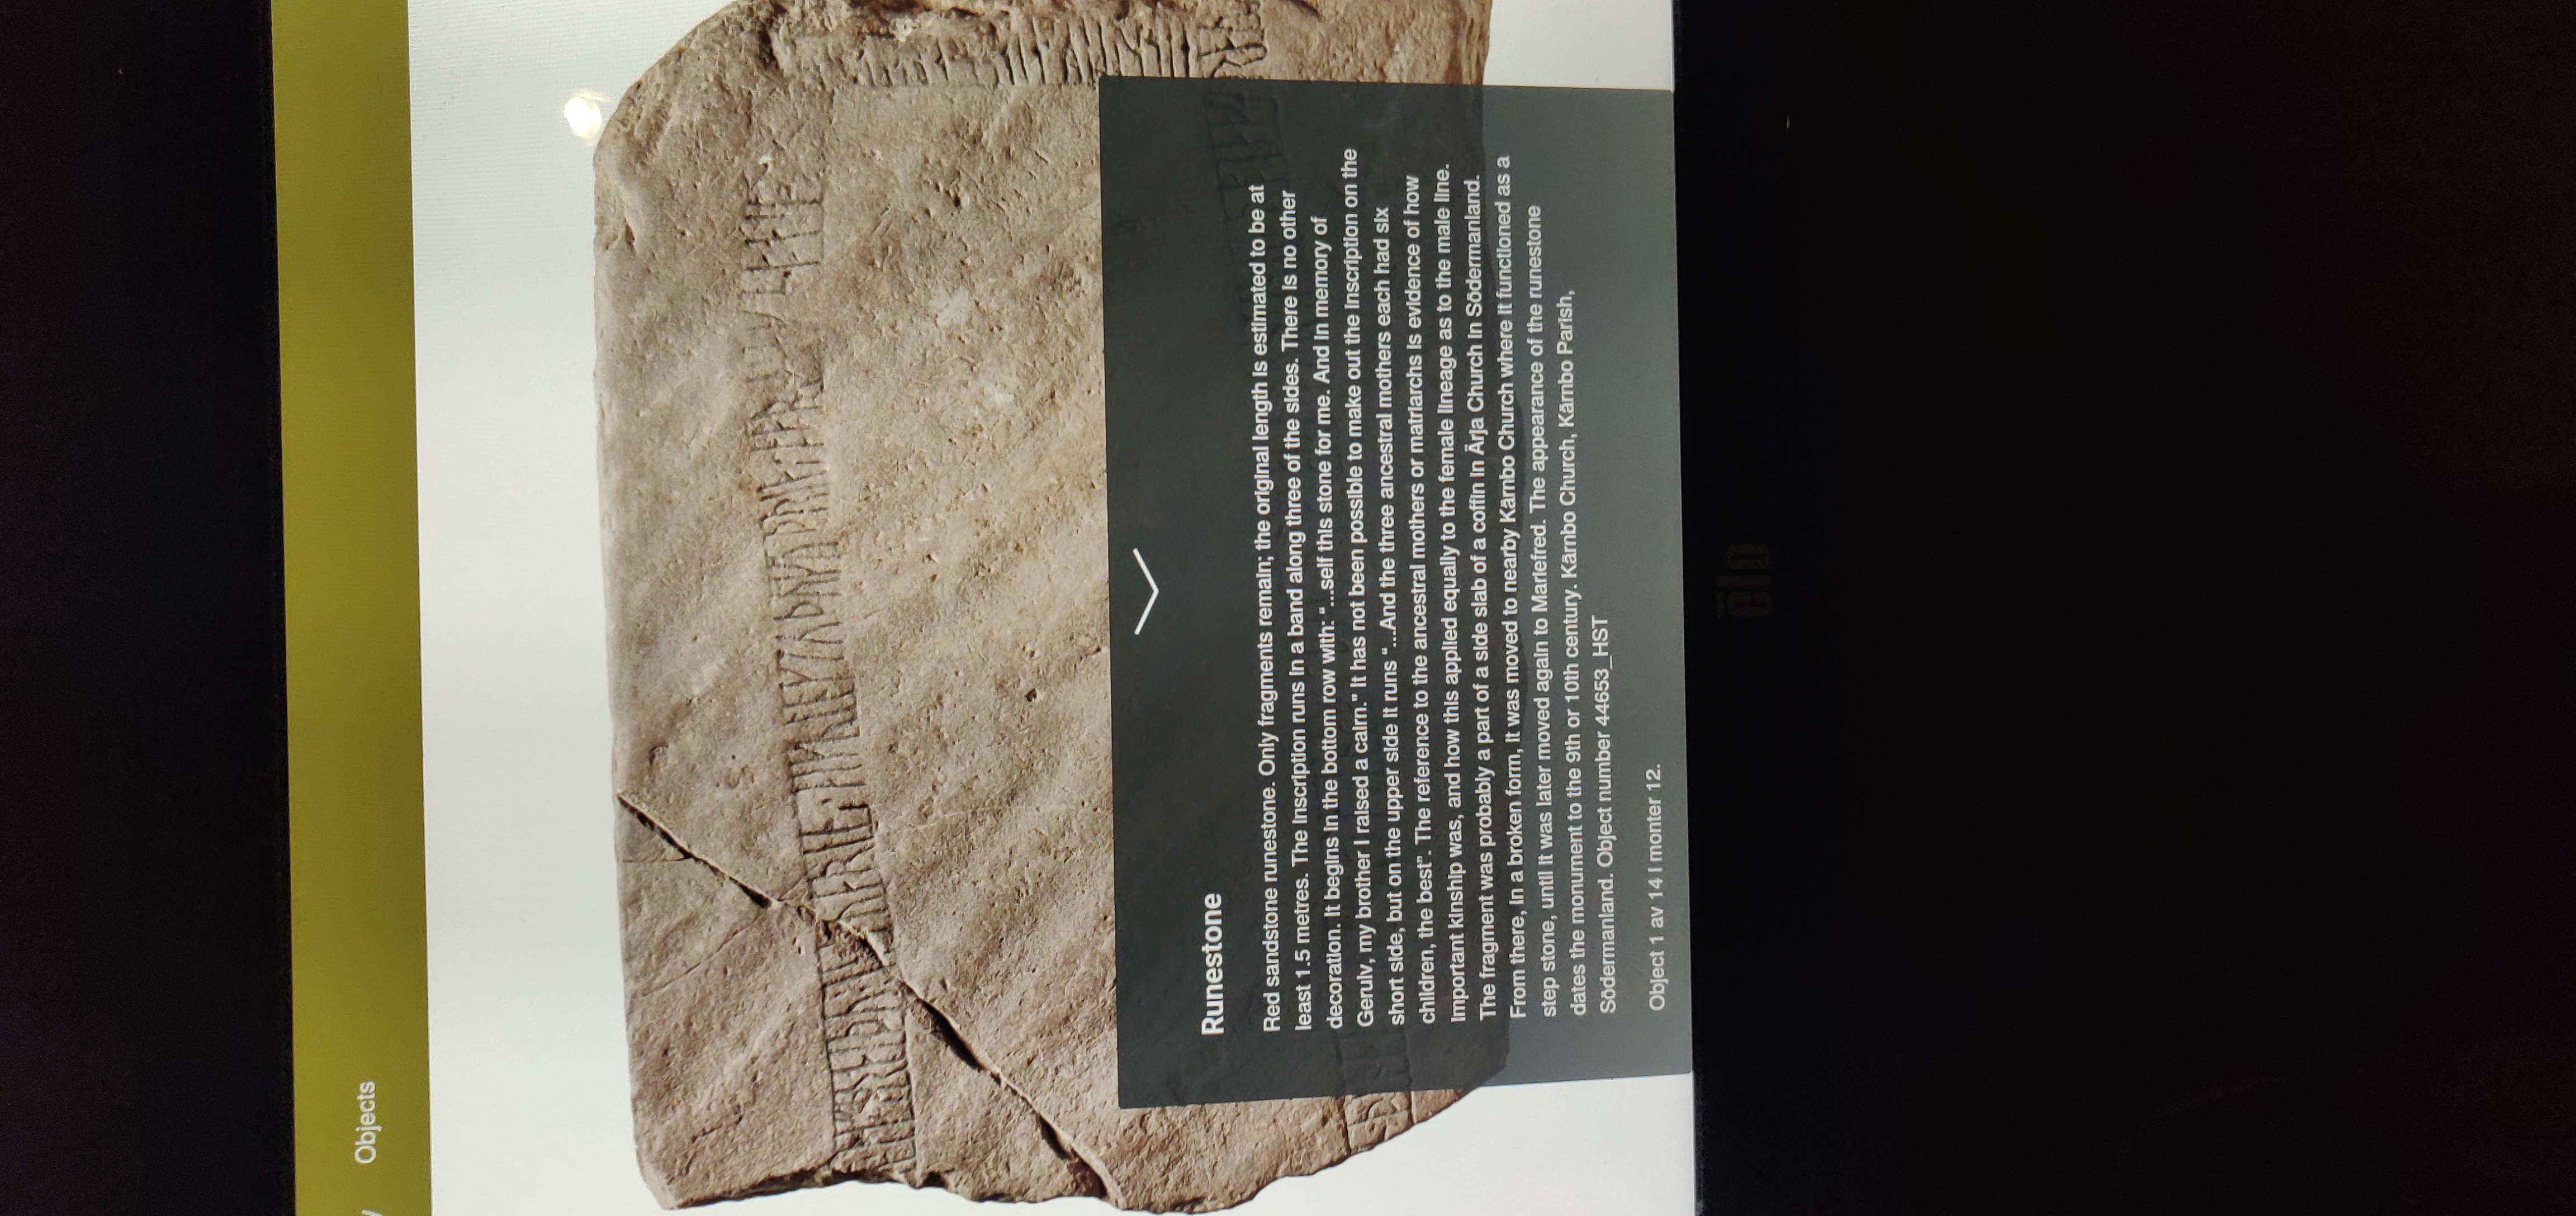 Objects
Runestone
Red sandstone runestone. Only fragments remain; the original length is estimated to be at
least 1.5 metres. The inscription runs in a band along three of the sides. There is no other
decoration. It begins in the bottom row with: “...self this stone for me. And in memory of
Gerulv, my brother I raised a cairn." It has not been possible to make out the inscription on the
short side, but on the upper side it runs “...And the three ancestral mothers each had six
children, the best”. The reference to the ancestral mothers or matriarchs is evidence of how
important kinship was, and how this applied equally to the female lineage as to the male line.
The fragment was probably a part of a side slab of a coffin in Ärja Church in Södermanland.
From there, in a broken form, it was moved to nearby Kärnbo Church where it functioned as a
step stone, until it was later moved again to Mariefred. The appearance of the runestone
dates the monument to the 9th or 10th century. Kärnbo Church, Kärnbo Parish,
Södermanland. Object number 44653_HST
Object 1 av 14 i monter 12.
elo